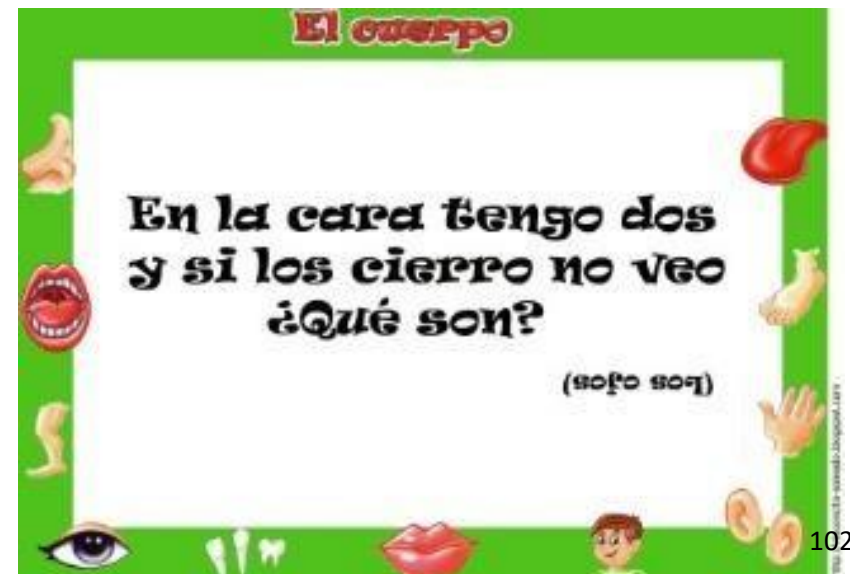 El cuerpo
En la cara tengo dos
y si los cierro no veo
¿Qué son?
(Los ojos)
102